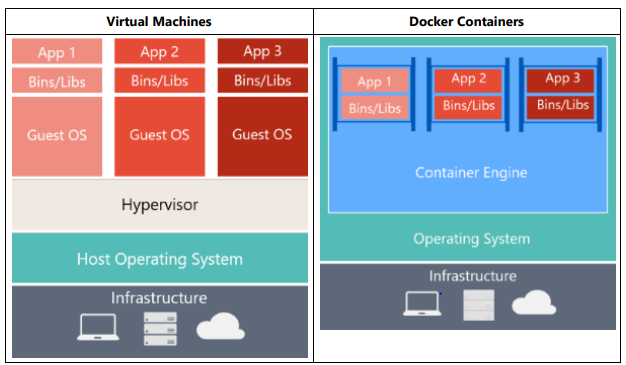 Virtual Machines
Docker Containers
App 1
App 2
App 3
Bins/Libs
Bins/Libs
Bins/Libs
Guest OS
Guest OS
Guest OS
Hypervisor
Host Operating System
Infrastructure
App 1
App 2
App 3
Bins/Libs
Bins/Libs
Bins/Libs
Container Engine
Operating System
Infrastructure